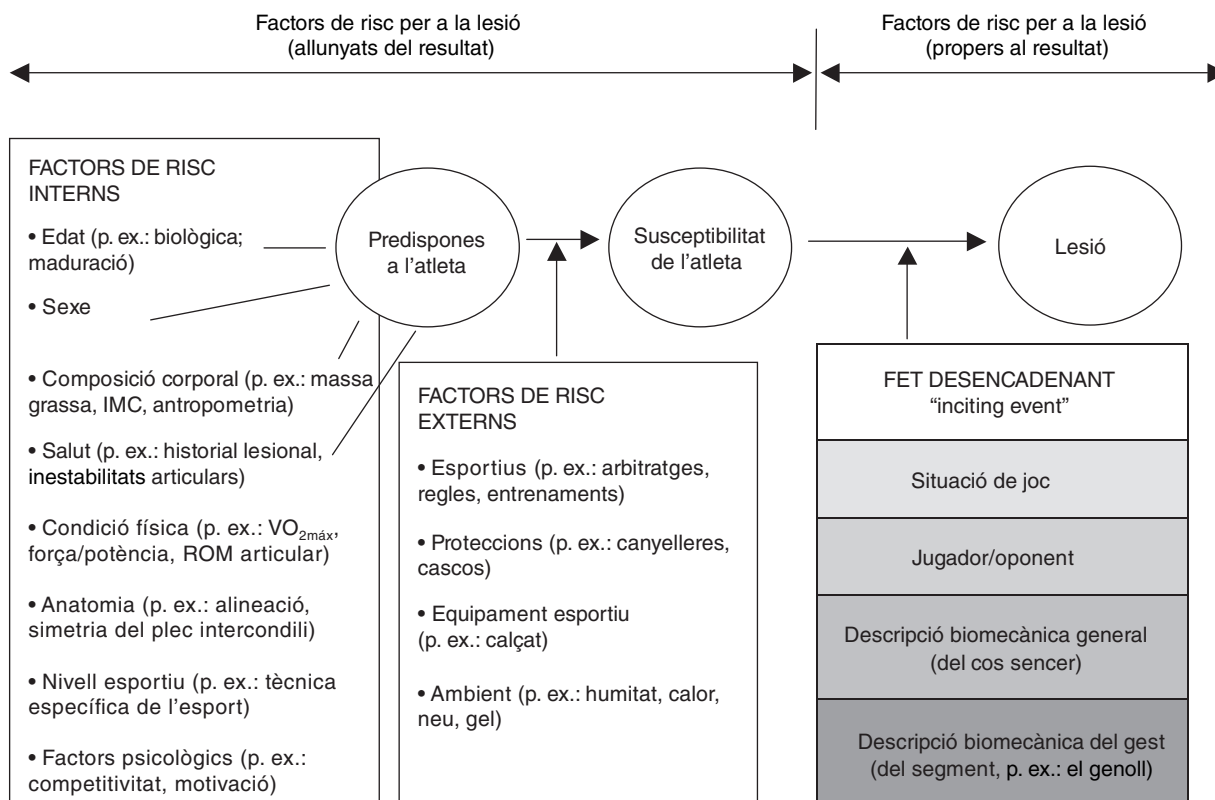 Factors de risc per a la lesió
(allunyats del resultat)
Factors de risc per a la lesió
(propers al resultat)
FACTORS DE RISC
INTERNS
• Edat (p. ex.: biològica;
maduració)
• Sexe
• Composició corporal (p. ex.: massa
grassa, IMC, antropometria)
• Salut (p. ex.: historial lesional,
inestabilitats articulars)
• Condició física (p. ex.: VO2máx,
força/potència, ROM articular)
• Anatomia (p. ex.: alineació,
simetria del plec intercondili)
• Nivell esportiu (p. ex.: tècnica
específica de l’esport)
• Factors psicològics (p. ex.:
competitivitat, motivació)
Predispones
a l’atleta
Susceptibilitat
de l’atleta
Lesió
FACTORS DE RISC
EXTERNS
• Esportius (p. ex.: arbitratges,
regles, entrenaments)
• Proteccions (p. ex.: canyelleres,
cascos)
• Equipament esportiu
(p. ex.: calçat)
• Ambient (p. ex.: humitat, calor,
neu, gel)
FET DESENCADENANT
“inciting event”
Situació de joc
Jugador/oponent
Descripció biomecànica general
(del cos sencer)
Descripció biomecànica del gest
(del segment, p. ex.: el genoll)